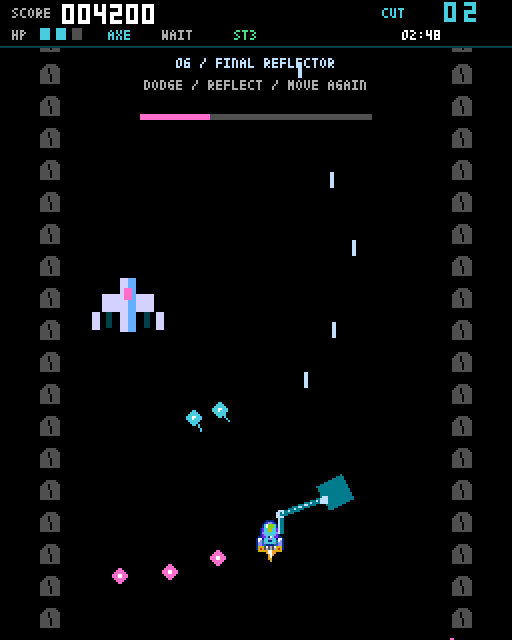 SCORE 004200 CUT 02
HP AXE WAIT ST3 02:48
06 / FINAL REFLECTOR
DODGE / REFLECT / MOVE AGAIN